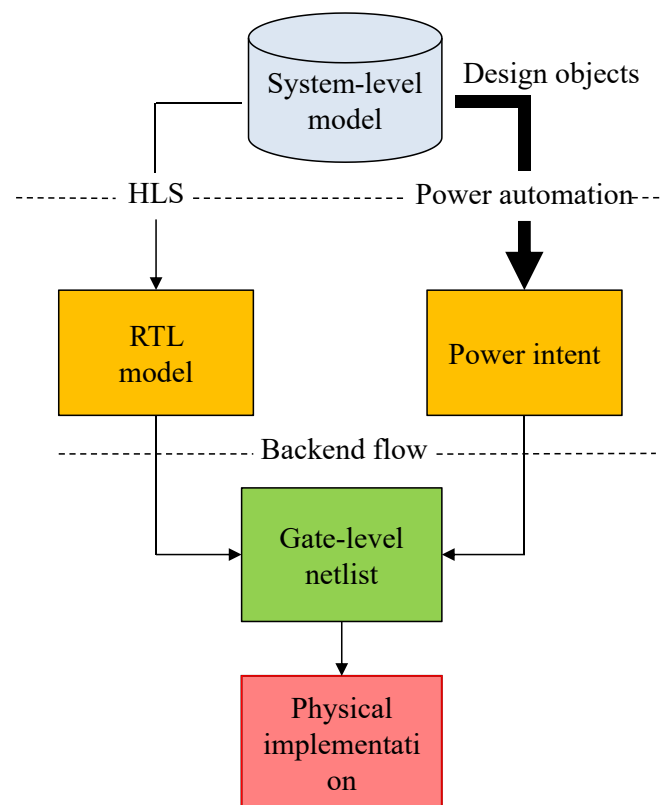 Design objects
System-level
model
HLS
Power automation
RTL
model
Power intent
Backend flow
Gate-level
netlist
Physical
implementati
on